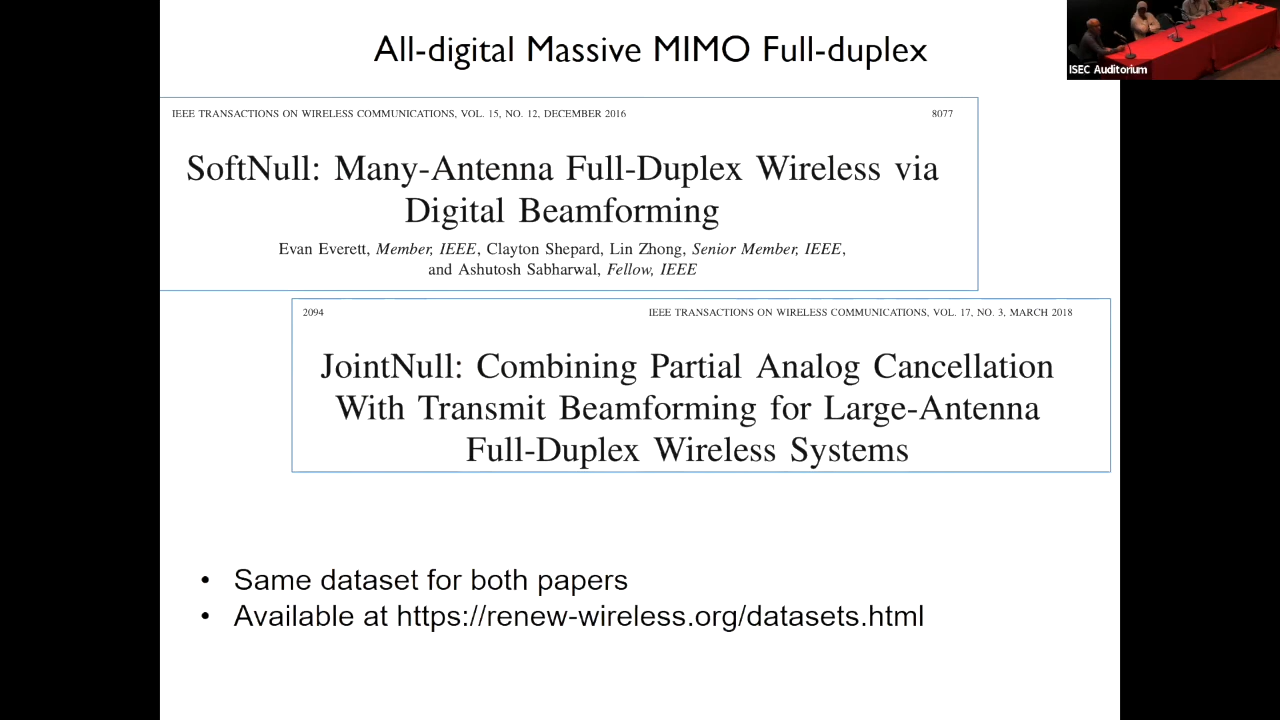 All-digital Massive MIMO Full-duplex
ISEC Auditorium
IEEE TRANSACTIONS ON WIRELESS COMMUNICATIONS, VOL. 15, NO. 12, DECEMBER 2016 8077
SoftNull: Many-Antenna Full-Duplex Wireless via
Digital Beamforming
Evan Everett, Member, IEEE, Clayton Shepard, Lin Zhong, Senior Member, IEEE,
and Ashutosh Sabharwal, Fellow, IEEE
2094 IEEE TRANSACTIONS ON WIRELESS COMMUNICATIONS, VOL. 17, NO. 3, MARCH 2018
JointNull: Combining Partial Analog Cancellation
With Transmit Beamforming for Large-Antenna
Full-Duplex Wireless Systems
• Same dataset for both papers
• Available at https://renew-wireless.org/datasets.html